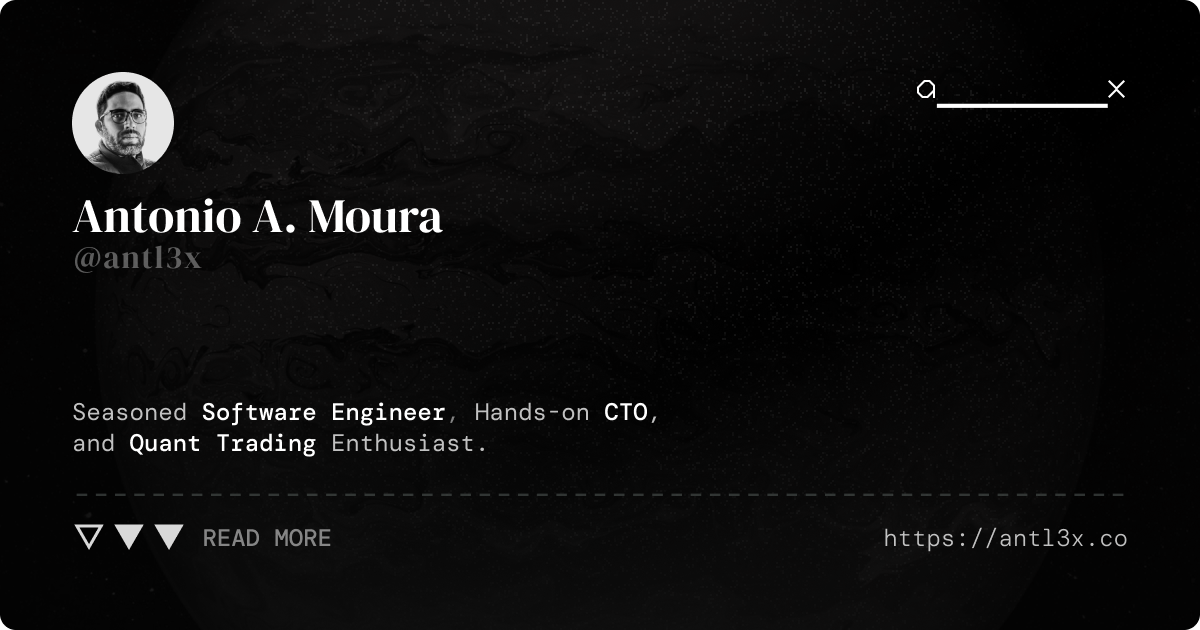 Antonio A. Moura
@antl3x
Seasoned Software Engineer, Hands-on CTO,
and Quant Trading Enthusiast.
READ MORE
https://antl3x.co